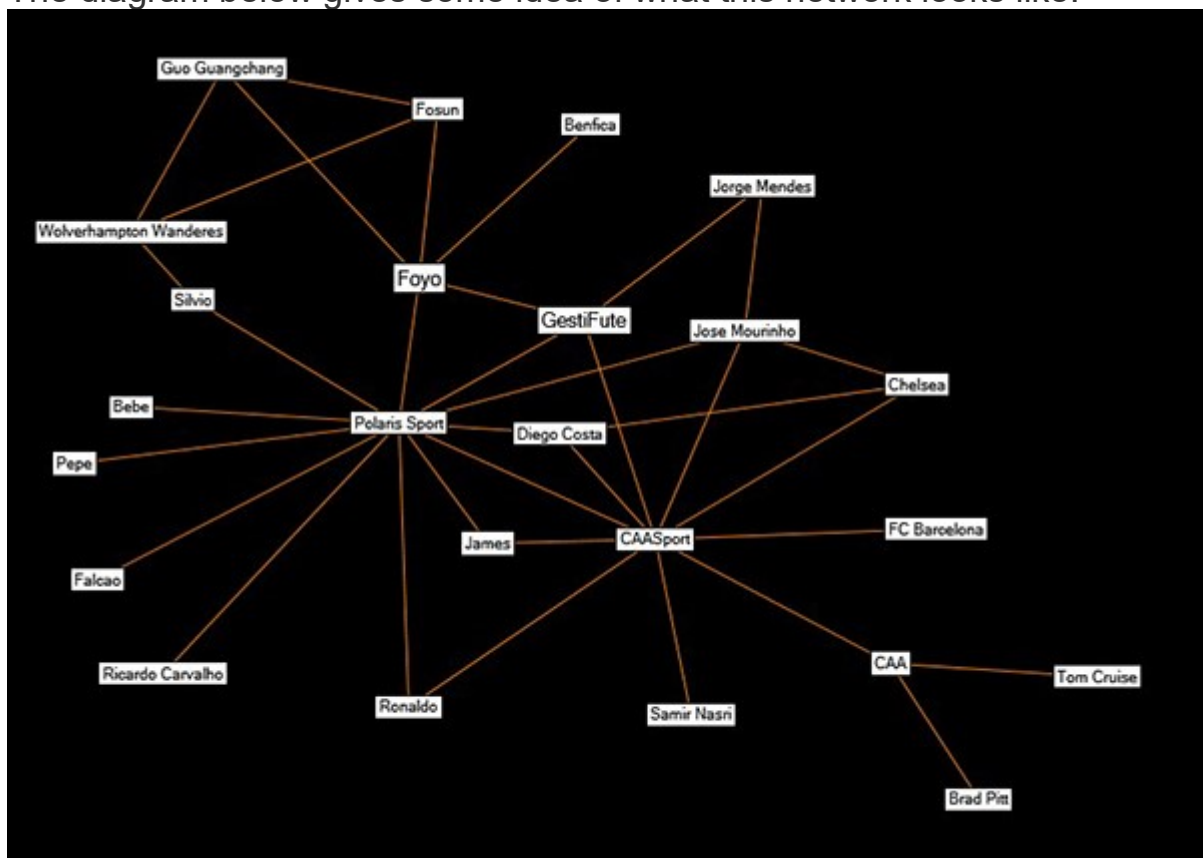 The diagram below gives some idea of what this network looks like:
Guo Guangchang
Fosun
Benfica
Jorge Mendes
Wolverhampton Wanderes
Foyo
Silvio
GestiFute
Jose Mourinho
Chelsea
Bebe
Polaris Sport
Diego Costa
Pepe
James
CAASport
FC Barcelona
Falcao
Ricardo Carvalho
CAA
Tom Cruise
Ronaldo
Samir Nasri
Brad Pitt